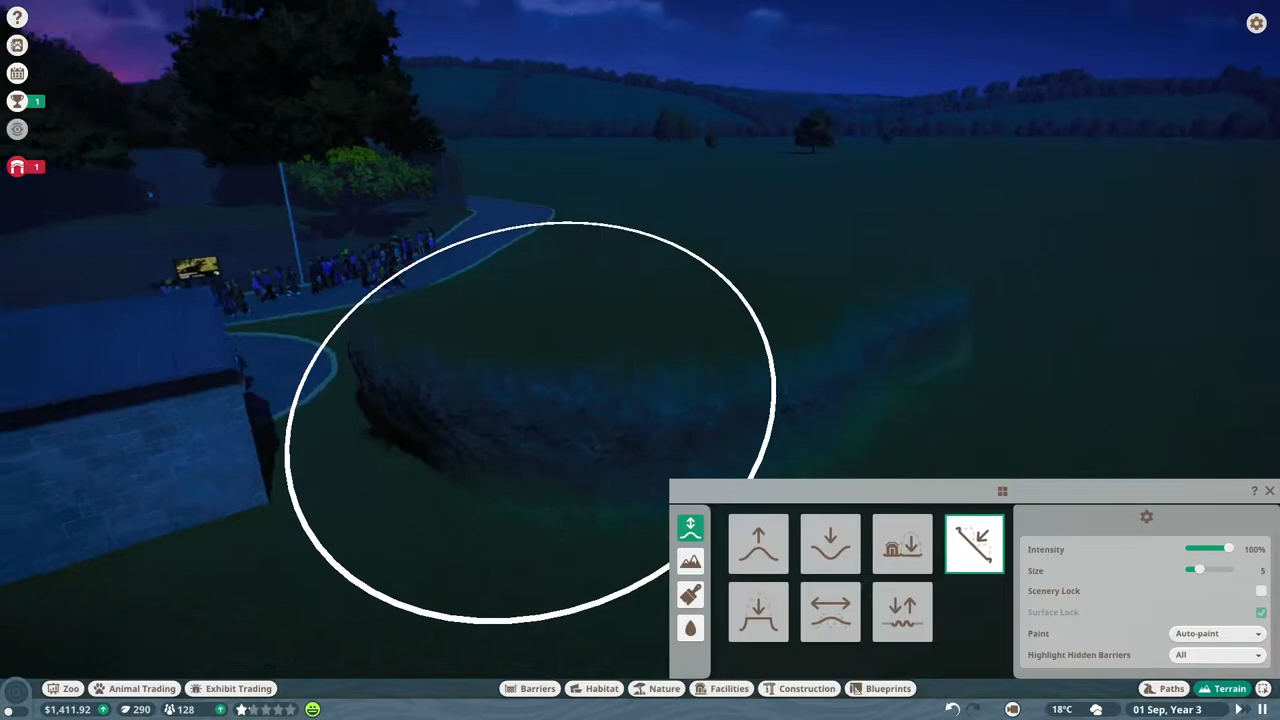 ?
1
1
? ×
Intensity 100%
Size 5
Scenery Lock
Surface Lock
Paint Auto-paint
Highlight Hidden Barriers All
Zoo Animal Trading Exhibit Trading Barriers Habitat Nature Facilities Construction Blueprints Paths Terrain
$1,411.92 290 128 18°C 01 Sep, Year 3